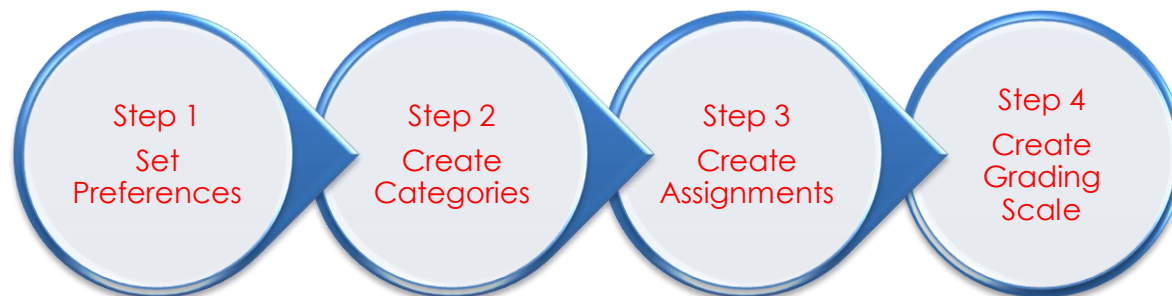 Step 1
Set
Preferences
Step 2
Create
Categories
Step 3
Create
Assignments
Step 4
Create
Grading
Scale